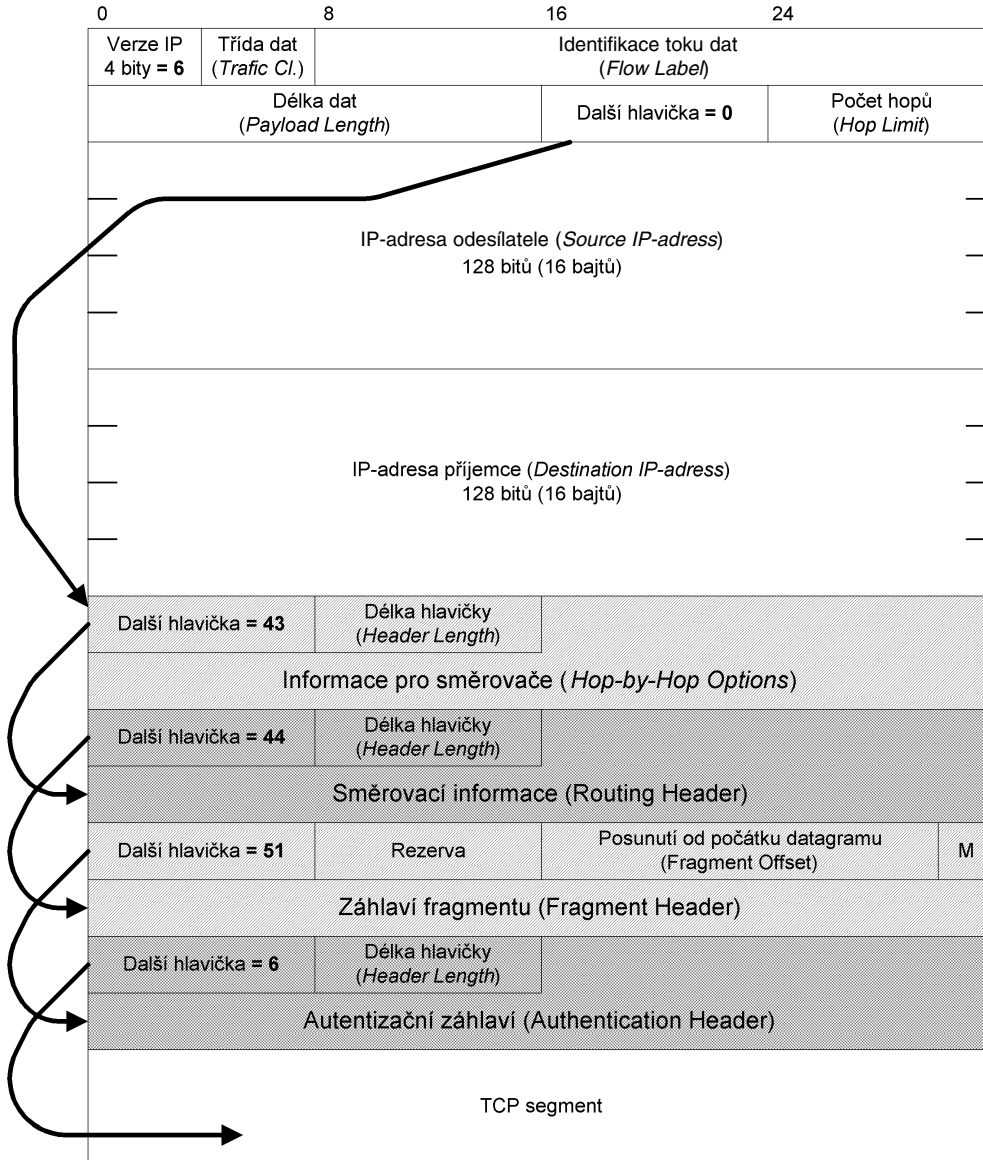 0 8 16 24
Verze IP
4 bity = 6
Třída dat
(Trafic Cl.)
Identifikace toku dat
(Flow Label)
Délka dat
(Payload Length)
Další hlavička = 0
Počet hopů
(Hop Limit)
IP-adresa odesílatele (Source IP-adress)
128 bitů (16 bajtů)
IP-adresa příjemce (Destination IP-adress)
128 bitů (16 bajtů)
Další hlavička = 43
Délka hlavičky
(Header Length)
Informace pro směrovače (Hop-by-Hop Options)
Další hlavička = 44
Délka hlavičky
(Header Length)
Směrovací informace (Routing Header)
Další hlavička = 51
Rezerva
Posunutí od počátku datagramu
(Fragment Offset)
M
Záhlaví fragmentu (Fragment Header)
Další hlavička = 6
Délka hlavičky
(Header Length)
Autentizační záhlaví (Authentication Header)
TCP segment